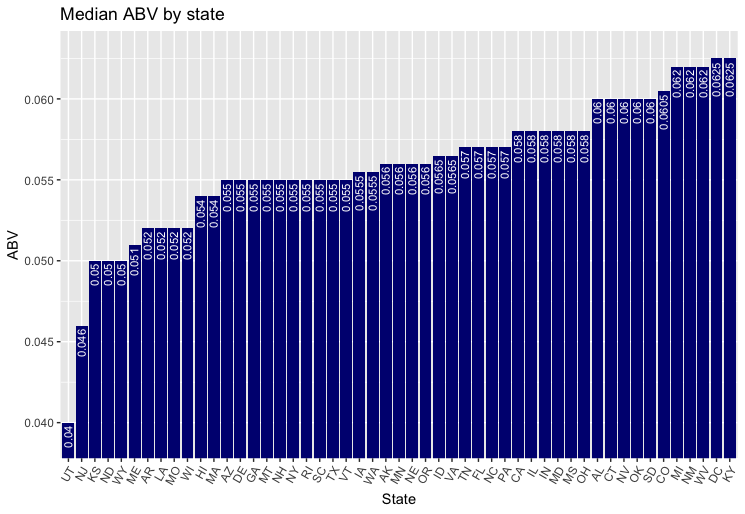 Median ABV by state
ABV
0.060
0.055
0.050
0.045
0.040
0.04
0.046
0.05
0.05
0.05
0.051
0.052
0.052
0.052
0.052
0.054
0.054
0.055
0.055
0.055
0.055
0.055
0.055
0.055
0.055
0.055
0.055
0.0555
0.0555
0.056
0.056
0.056
0.056
0.0565
0.0565
0.057
0.057
0.057
0.057
0.058
0.058
0.058
0.058
0.058
0.058
0.06
0.06
0.06
0.06
0.06
0.0605
0.062
0.062
0.062
0.0625
0.0625
UT
NJ
KS
ND
WY
ME
AR
LA
MO
WI
HI
MA
AZ
DE
GA
MT
NH
NY
RI
SC
TX
VT
IA
WA
AK
MN
NE
OR
ID
VA
TN
FL
NC
PA
CA
IL
IN
MD
MS
OH
AL
CT
NV
OK
SD
CO
MI
NM
WV
DC
KY
State